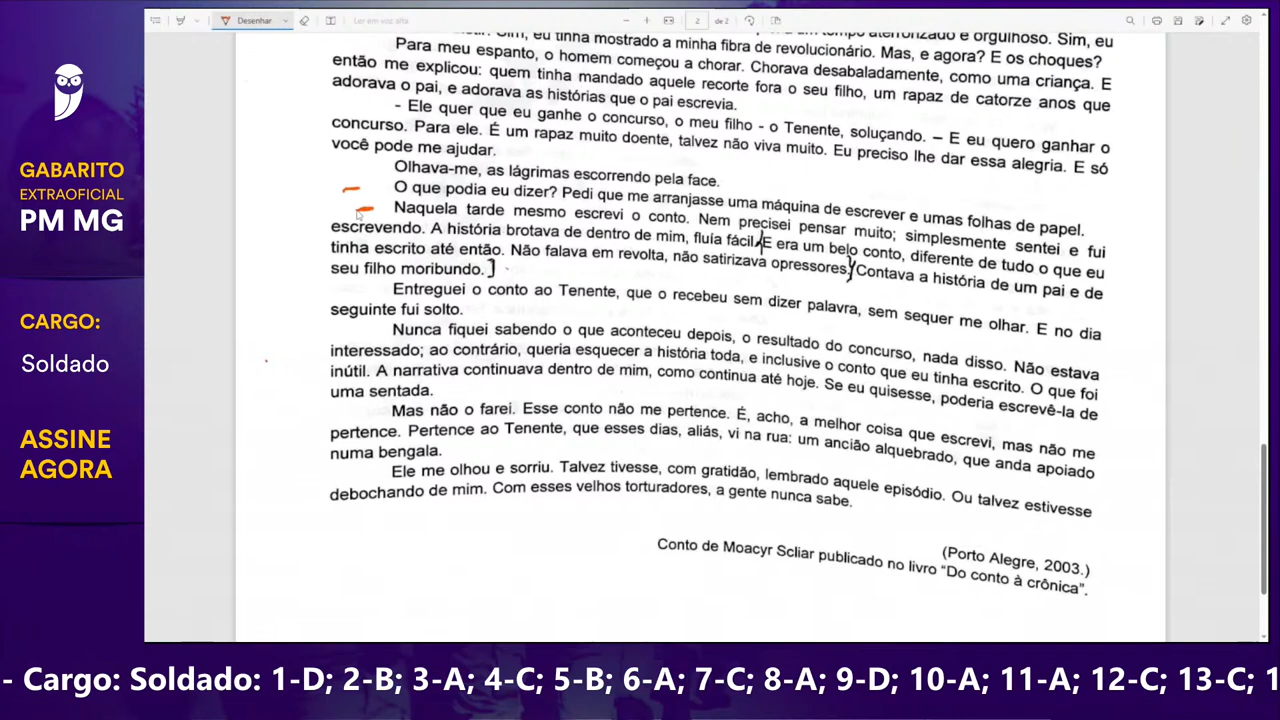 Desenhar
Ler em voz alta
2
de 2
eu tinha mostrado a minha fibra de revolucionário. Mas, e agora? E os choques?
Para meu espanto, o homem começou a chorar. Chorava desabaladamente, como uma criança. E
então me explicou: quem tinha mandado aquele recorte fora o seu filho, um rapaz de catorze anos que
adorava o pai, e adorava as histórias que o pai escrevia.
- Ele quer que eu ganhe o concurso, o meu filho - o Tenente, soluçando. – E eu quero ganhar o
concurso. Para ele. É um rapaz muito doente, talvez não viva muito. Eu preciso lhe dar essa alegria. E só
você pode me ajudar.
Olhava-me, as lágrimas escorrendo pela face.
O que podia eu dizer? Pedi que me arranjasse uma máquina de escrever e umas folhas de papel.
Naquela tarde mesmo escrevi o conto. Nem precisei pensar muito; simplesmente sentei e fui
escrevendo. A história brotava de dentro de mim, fluía fácil. E era um belo conto, diferente de tudo o que eu
tinha escrito até então. Não falava em revolta, não satirizava opressores. Contava a história de um pai e de
seu filho moribundo.
Entreguei o conto ao Tenente, que o recebeu sem dizer palavra, sem sequer me olhar. E no dia
seguinte fui solto.
Nunca fiquei sabendo o que aconteceu depois, o resultado do concurso, nada disso. Não estava
interessado; ao contrário, queria esquecer a história toda, e inclusive o conto que eu tinha escrito. O que foi
inútil. A narrativa continuava dentro de mim, como continua até hoje. Se eu quisesse, poderia escrevê-la de
uma sentada.
Mas não o farei. Esse conto não me pertence. É, acho, a melhor coisa que escrevi, mas não me
pertence. Pertence ao Tenente, que esses dias, aliás, vi na rua: um ancião alquebrado, que anda apoiado
numa bengala.
Ele me olhou e sorriu. Talvez tivesse, com gratidão, lembrado aquele episódio. Ou talvez estivesse
debochando de mim. Com esses velhos torturadores, a gente nunca sabe.
(Porto Alegre, 2003.)
Conto de Moacyr Scliar publicado no livro “Do conto à crônica”.
GABARITO
EXTRAOFICIAL
PM MG
CARGO:
Soldado
ASSINE
AGORA
- Cargo: Soldado: 1-D; 2-B; 3-A; 4-C; 5-B; 6-A; 7-C; 8-A; 9-D; 10-A; 11-A; 12-C; 13-C; 1